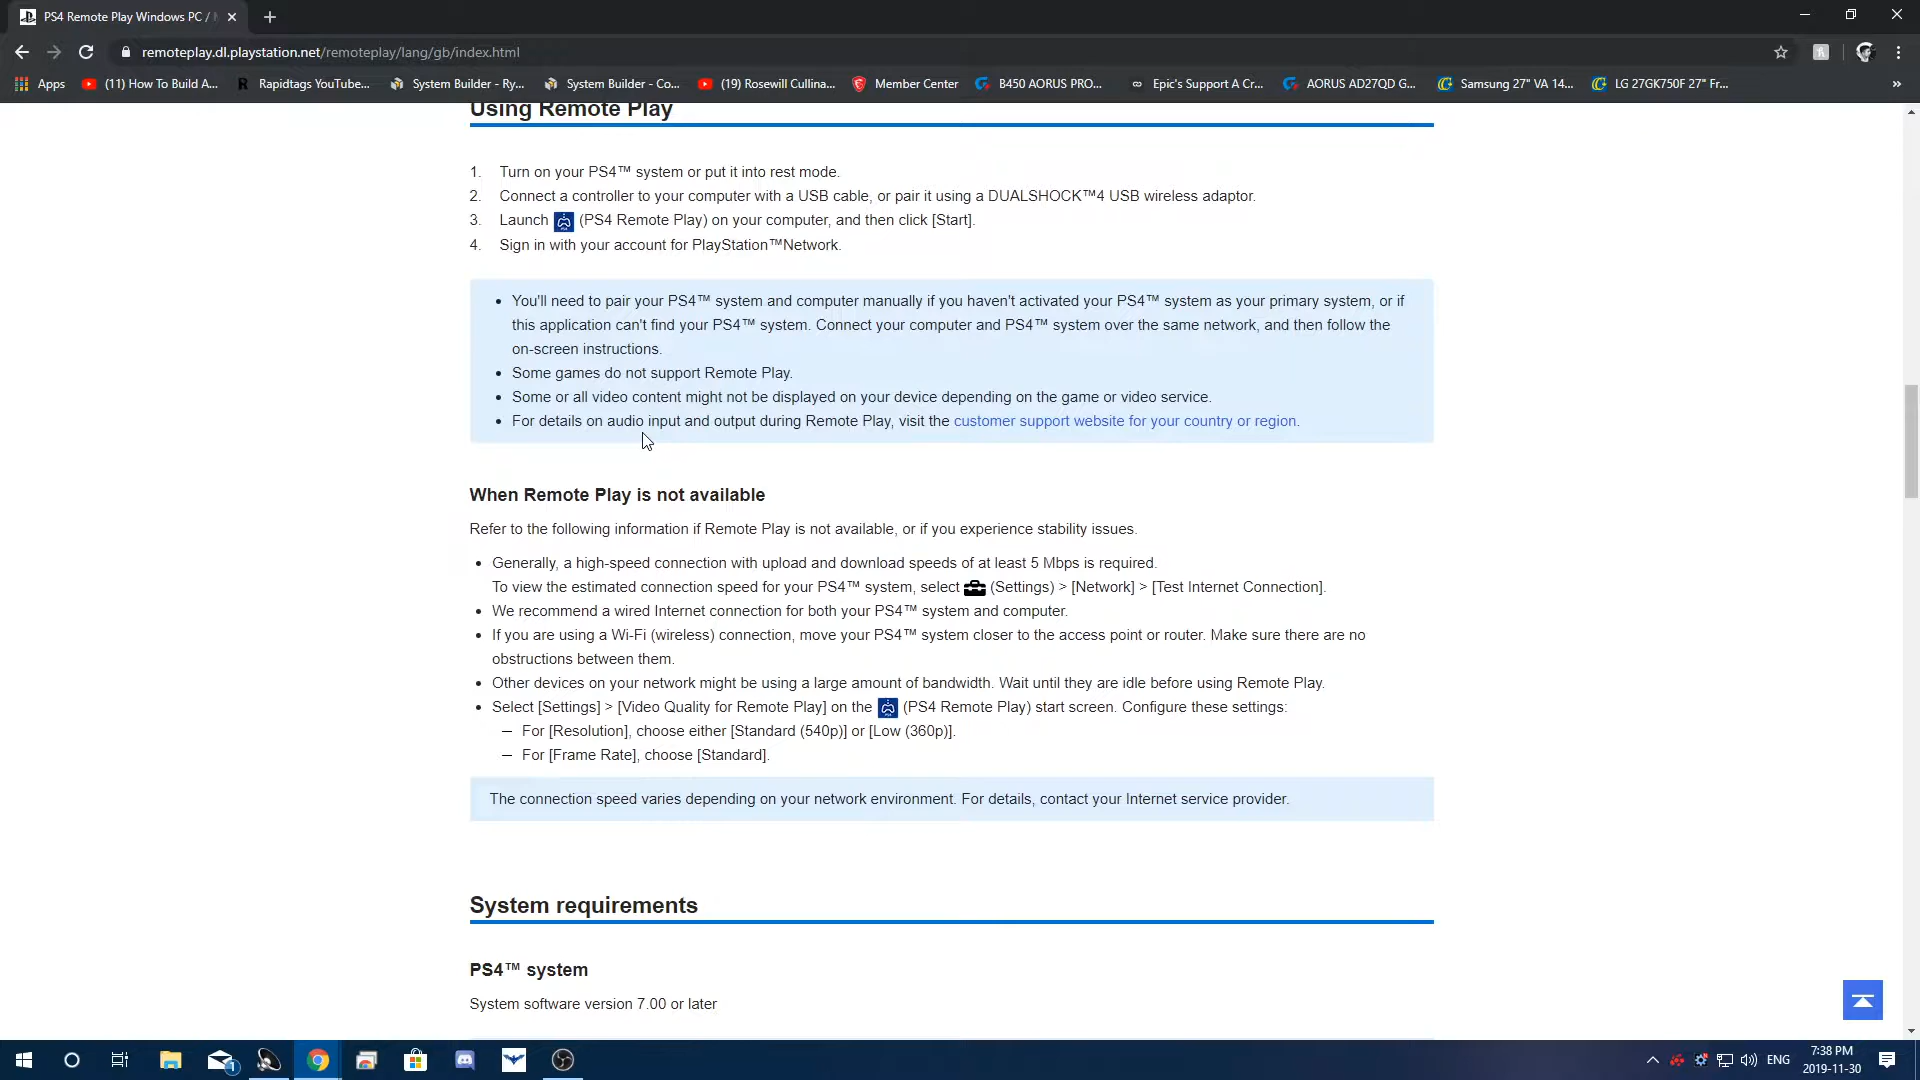 PS4 Remote Play Windows PC /
remoteplay.dl.playstation.net/remoteplay/lang/gb/index.html
Apps
(11) How To Build A...
Rapidtags YouTube...
System Builder - Ry...
System Builder - Co...
(19) Rosewill Cullina...
Member Center
B450 AORUS PRO...
Epic's Support A Cr...
AORUS AD27QD G...
Samsung 27" VA 14...
LG 27GK750F 27" Fr...
»
Using Remote Play
1. Turn on your PS4™ system or put it into rest mode.
2. Connect a controller to your computer with a USB cable, or pair it using a DUALSHOCK™4 USB wireless adaptor.
3. Launch (PS4 Remote Play) on your computer, and then click [Start].
4. Sign in with your account for PlayStation™Network.
• You'll need to pair your PS4™ system and computer manually if you haven't activated your PS4™ system as your primary system, or if
this application can't find your PS4™ system. Connect your computer and PS4™ system over the same network, and then follow the
on-screen instructions.
• Some games do not support Remote Play.
• Some or all video content might not be displayed on your device depending on the game or video service.
• For details on audio input and output during Remote Play, visit the customer support website for your country or region.
When Remote Play is not available
Refer to the following information if Remote Play is not available, or if you experience stability issues.
• Generally, a high-speed connection with upload and download speeds of at least 5 Mbps is required.
To view the estimated connection speed for your PS4™ system, select (Settings) > [Network] > [Test Internet Connection].
• We recommend a wired Internet connection for both your PS4™ system and computer.
• If you are using a Wi-Fi (wireless) connection, move your PS4™ system closer to the access point or router. Make sure there are no
obstructions between them.
• Other devices on your network might be using a large amount of bandwidth. Wait until they are idle before using Remote Play.
• Select [Settings] > [Video Quality for Remote Play] on the (PS4 Remote Play) start screen. Configure these settings:
– For [Resolution], choose either [Standard (540p)] or [Low (360p)].
– For [Frame Rate], choose [Standard].
The connection speed varies depending on your network environment. For details, contact your Internet service provider.
System requirements
PS4™ system
System software version 7.00 or later
1
ENG
7:38 PM
2019-11-30